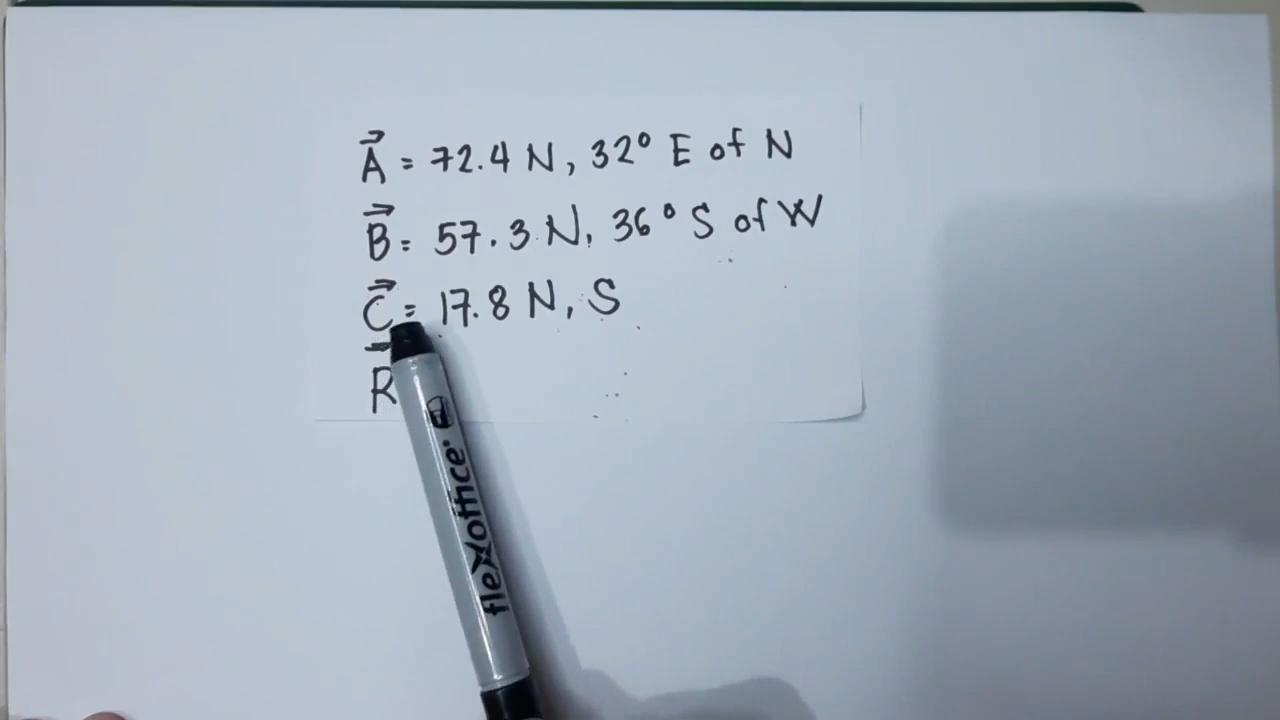 A⃗ = 72.4 N, 32° E of N
B⃗ = 57.3 N, 36° S of W
C⃗ = 17.8 N, S
R⃗
flexoffice